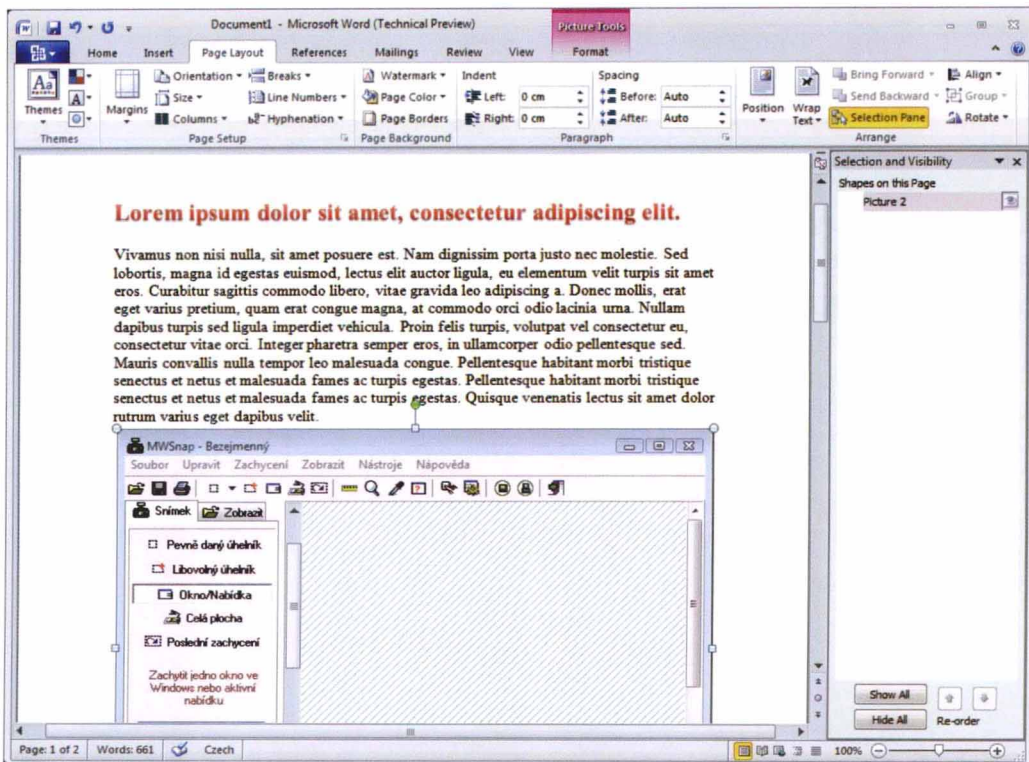 Document1 - Microsoft Word (Technical Preview)
Picture Tools
Home Insert Page Layout References Mailings Review View Format
Themes
Margins
Orientation
Size
Columns
Breaks
Line Numbers
Hyphenation
Watermark
Page Color
Page Borders
Indent
Left: 0 cm
Right: 0 cm
Spacing
Before: Auto
After: Auto
Position
Wrap Text
Bring Forward
Send Backward
Selection Pane
Align
Group
Rotate
Themes Page Setup Page Background Paragraph Arrange
Lorem ipsum dolor sit amet, consectetur adipiscing elit.
Vivamus non nisi nulla, sit amet posuere est. Nam dignissim porta justo nec molestie. Sed
lobortis, magna id egestas euismod, lectus elit auctor ligula, eu elementum velit turpis sit amet
eros. Curabitur sagittis commodo libero, vitae gravida leo adipiscing a. Donec mollis, erat
eget varius pretium, quam erat congue magna, at commodo orci odio lacinia urna. Nullam
dapibus turpis sed ligula imperdiet vehicula. Proin felis turpis, volutpat vel consectetur eu,
consectetur vitae orci. Integer pharetra semper eros, in ullamcorper odio pellentesque sed.
Mauris convallis nulla tempor leo malesuada congue. Pellentesque habitant morbi tristique
senectus et netus et malesuada fames ac turpis egestas. Pellentesque habitant morbi tristique
senectus et netus et malesuada fames ac turpis egestas. Quisque venenatis lectus sit amet dolor
rutrum varius eget dapibus velit.
MWSnap - Bezejmenný
Soubor Upravit Zachycení Zobrazit Nástroje Nápověda
Snímek Zobrazit
Pevně daný úhelník
Libovolný úhelník
Okno/Nabídka
Celá plocha
Poslední zachycení
Zachytit jedno okno ve
Windows nebo aktivní
nabídku
Selection and Visibility
Shapes on this Page
Picture 2
Show All
Hide All
Re-order
Page: 1 of 2 Words: 661 Czech 100%